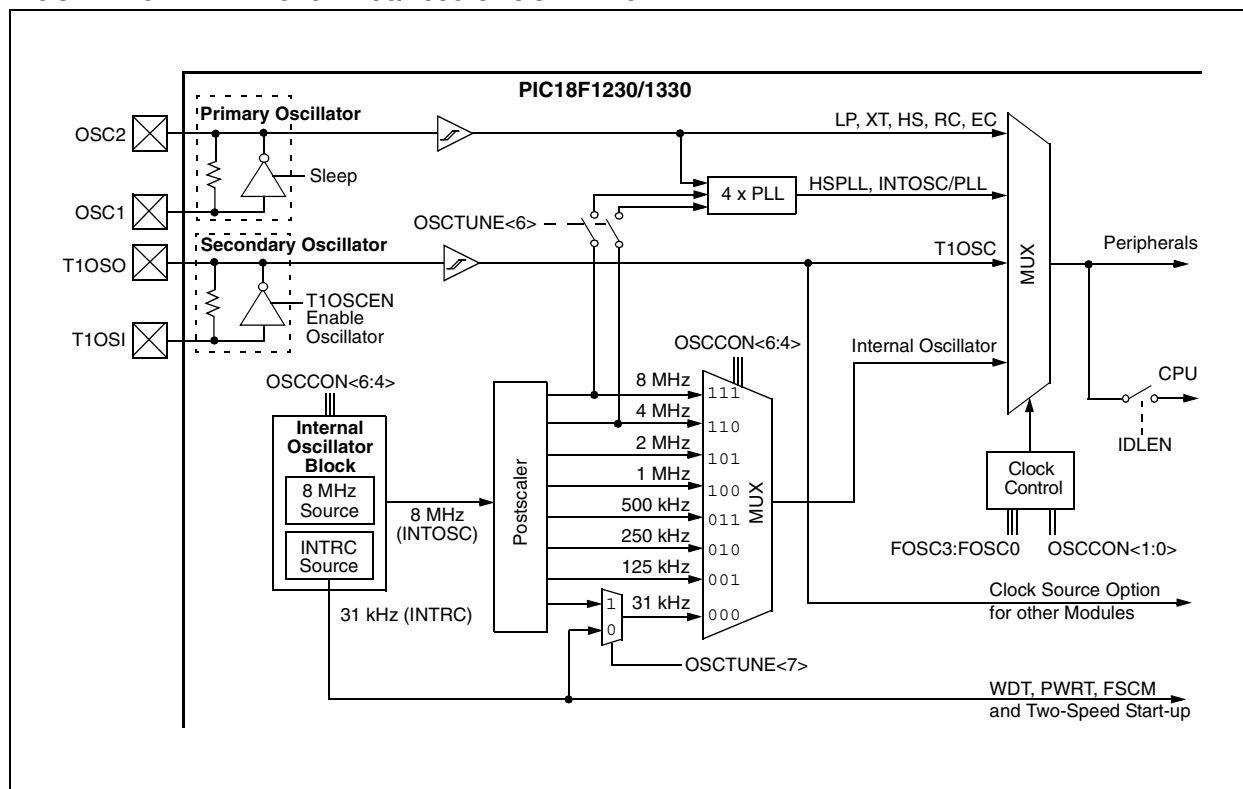 PIC18F1230/1330
Primary Oscillator
OSC2
Sleep
OSC1
LP, XT, HS, RC, EC
4 x PLL
HSPLL, INTOSC/PLL
OSCTUNE<6>
Secondary Oscillator
T1OSO
T1OSC
T1OSCEN
Enable
Oscillator
T1OSI
MUX
Peripherals
Internal Oscillator
CPU
IDLEN
Clock
Control
FOSC3:FOSC0
OSCCON<1:0>
OSCCON<6:4>
OSCCON<6:4>
Internal
Oscillator
Block
8 MHz
Source
INTRC
Source
8 MHz
(INTOSC)
31 kHz (INTRC)
Postscaler
8 MHz
111
4 MHz
110
2 MHz
101
1 MHz
100
500 kHz
011
250 kHz
010
125 kHz
001
1
0
31 kHz
000
MUX
OSCTUNE<7>
Clock Source Option
for other Modules
WDT, PWRT, FSCM
and Two-Speed Start-up